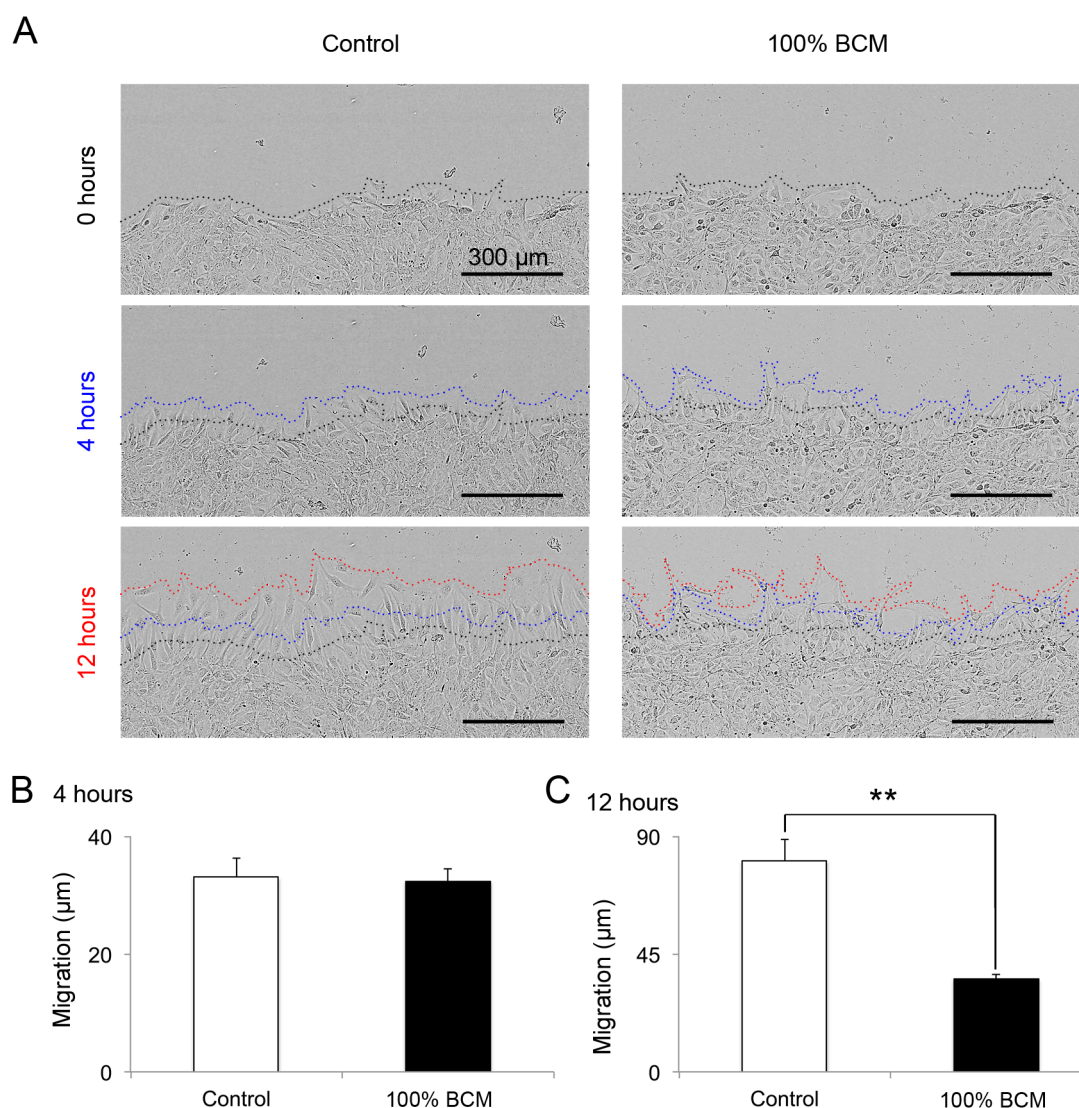 A
Control
100% BCM
0 hours
300 µm
4 hours
12 hours
B
4 hours
40
20
0
Migration (µm)
Control
100% BCM
C
12 hours
**
90
45
0
Migration (µm)
Control
100% BCM